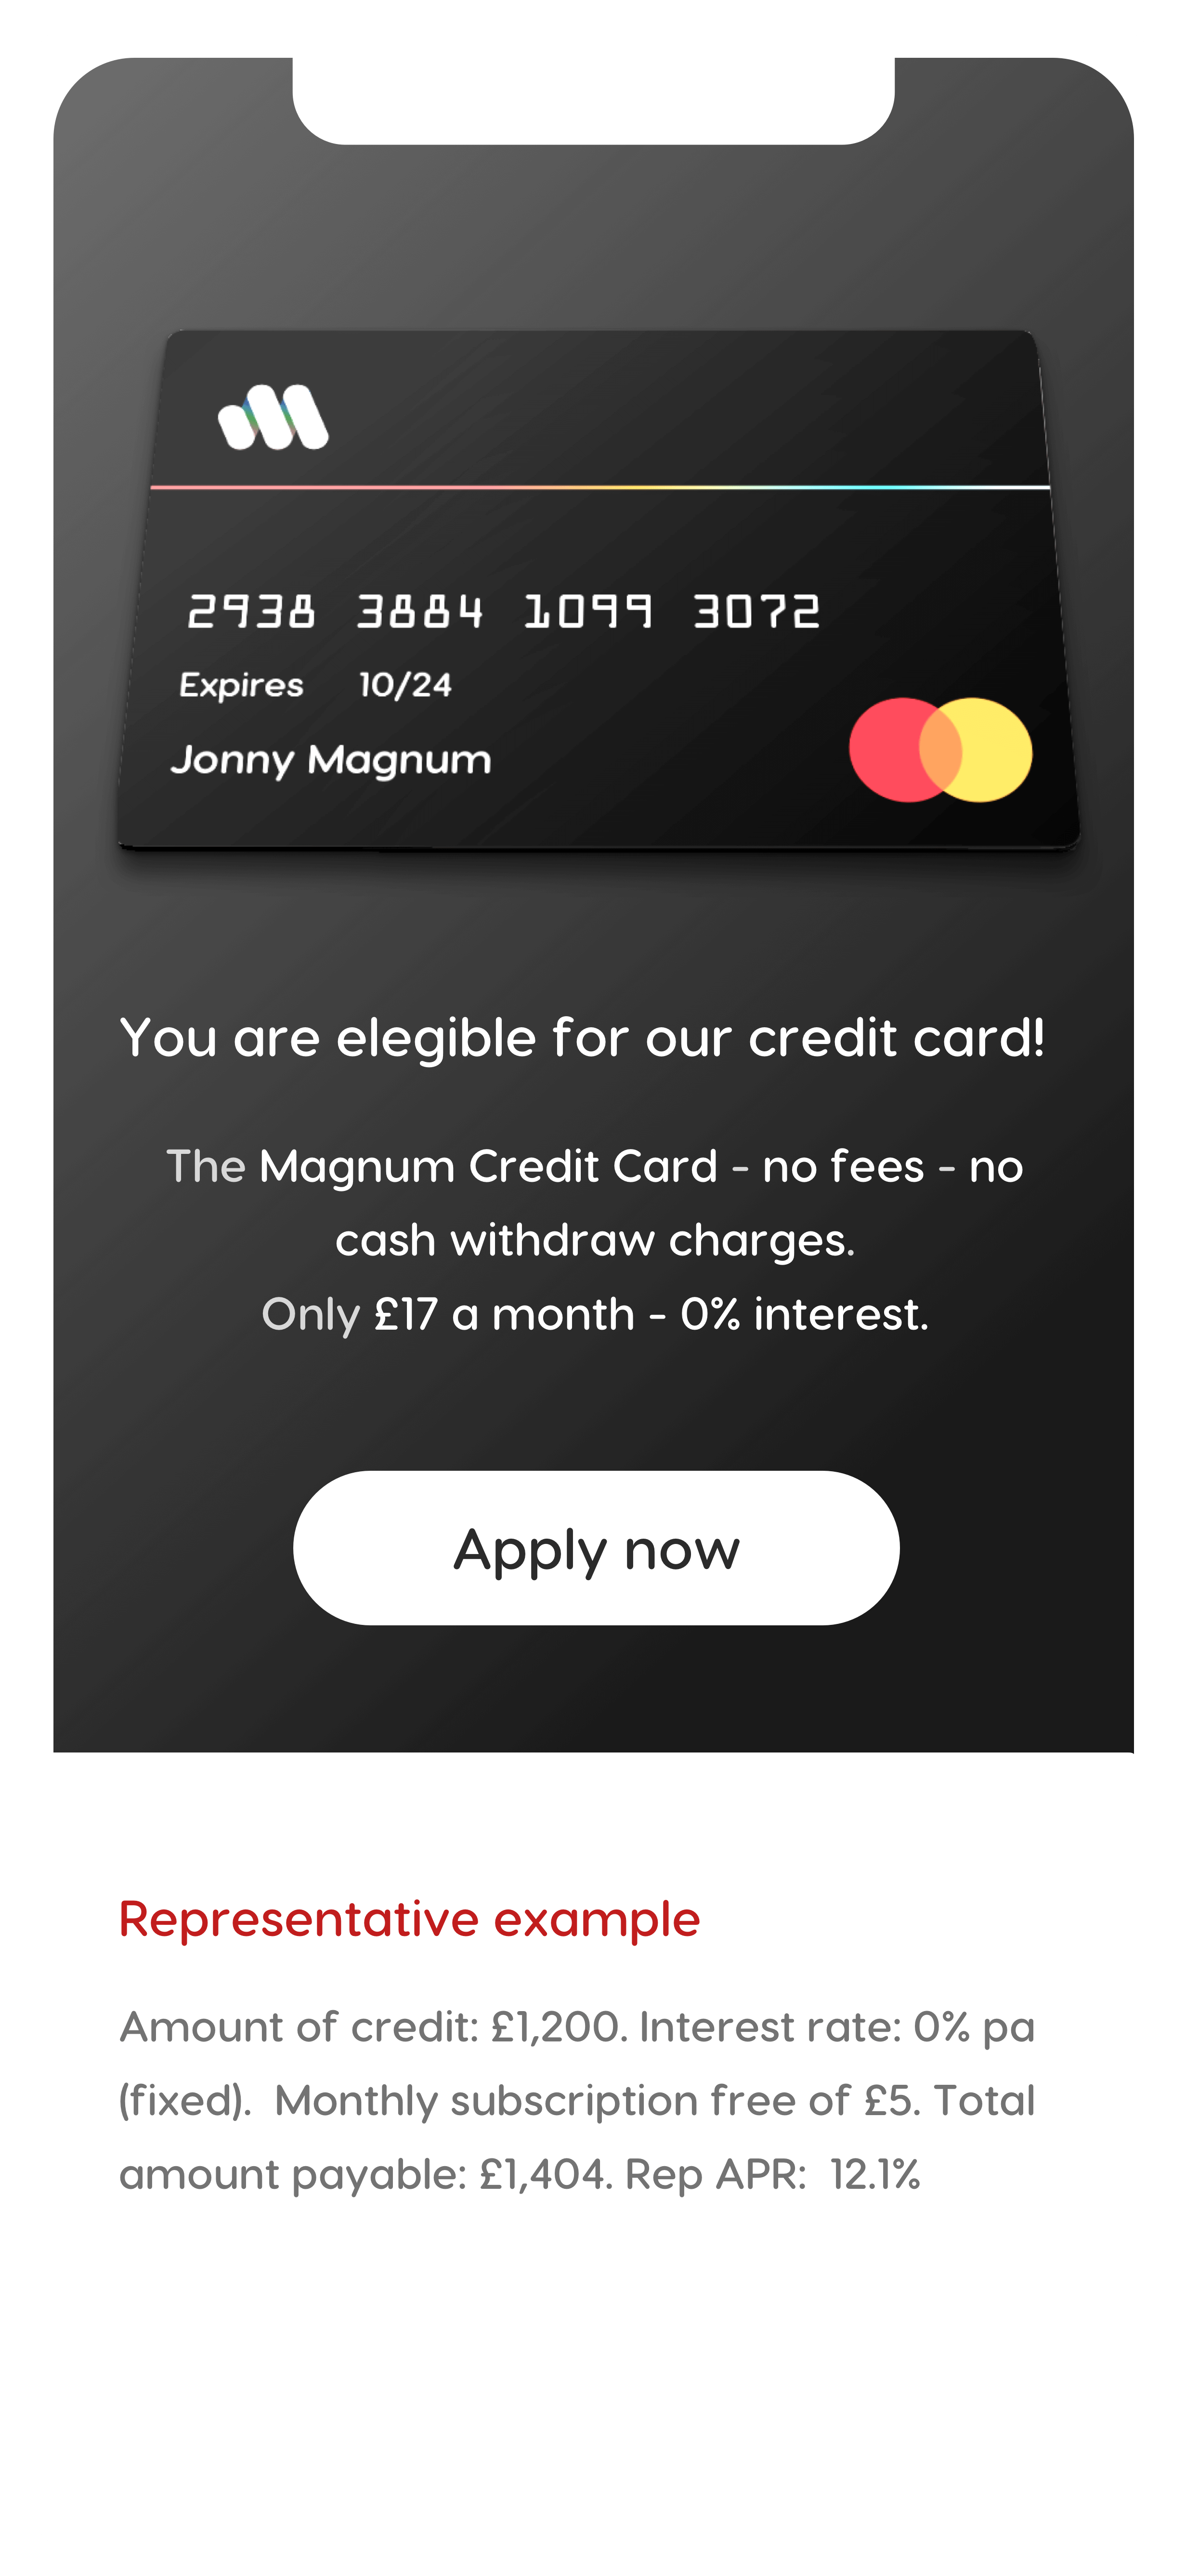 2938 3884 1099 3072
Expires 10/24
Jonny Magnum
You are elegible for our credit card!
The Magnum Credit Card - no fees - no
cash withdraw charges.
Only £17 a month - 0% interest.
Apply now
Representative example
Amount of credit: £1,200. Interest rate: 0% pa
(fixed).  Monthly subscription free of £5. Total
amount payable: £1,404. Rep APR:  12.1%